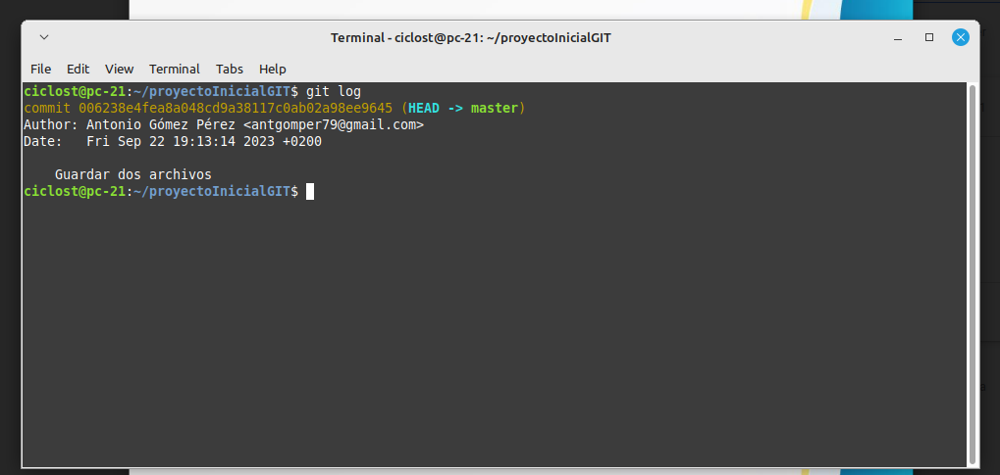 Terminal - ciclost@pc-21: ~/proyectoInicialGIT
File Edit View Terminal Tabs Help
ciclost@pc-21:~/proyectoInicialGIT$ git log
commit 006238e4fea8a048cd9a38117c0ab02a98ee9645 (HEAD -> master)
Author: Antonio Gómez Pérez <antgomper79@gmail.com>
Date:   Fri Sep 22 19:13:14 2023 +0200
    Guardar dos archivos
ciclost@pc-21:~/proyectoInicialGIT$